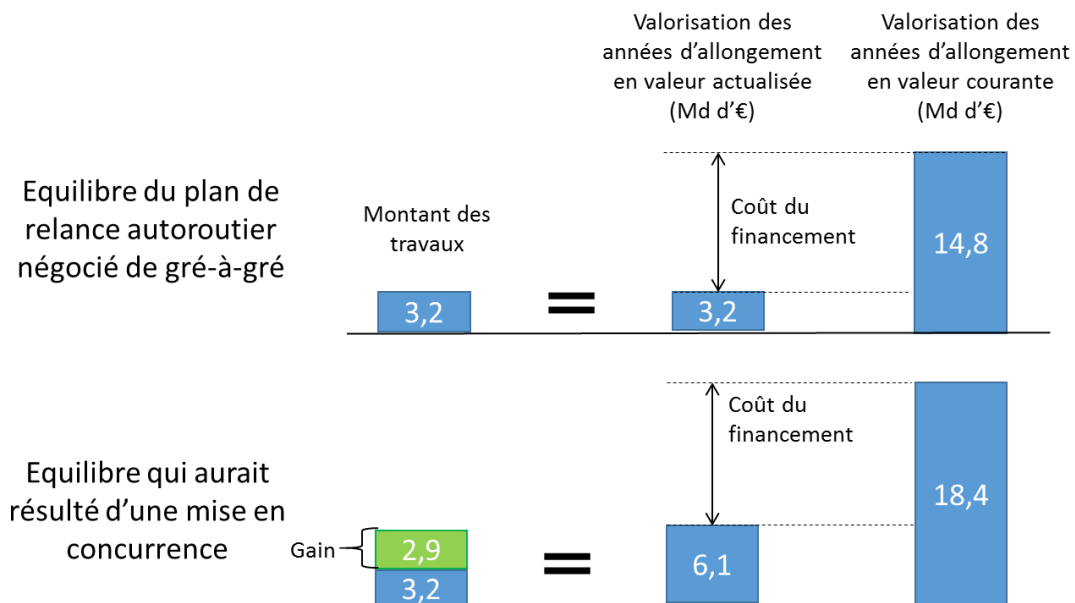 Valorisation des
années d’allongement
en valeur actualisée
(Md d’€)
Valorisation des
années d’allongement
en valeur courante
(Md d’€)
Equilibre du plan de
relance autoroutier
négocié de gré-à-gré
Montant des
travaux
3,2
=
3,2
Coût du
financement
14,8
Equilibre qui aurait
résulté d’une mise en
concurrence
Gain
2,9
3,2
=
6,1
Coût du
financement
18,4